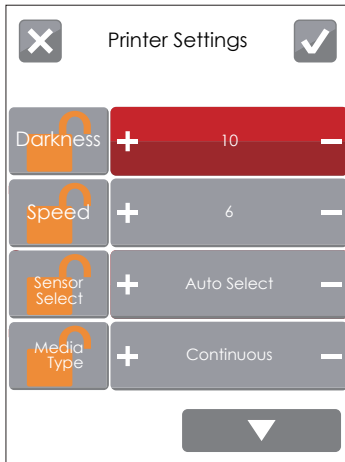 Printer Settings
Darkness + 10 −
Speed + 6 −
Sensor
Select + Auto Select −
Media
Type + Continuous −